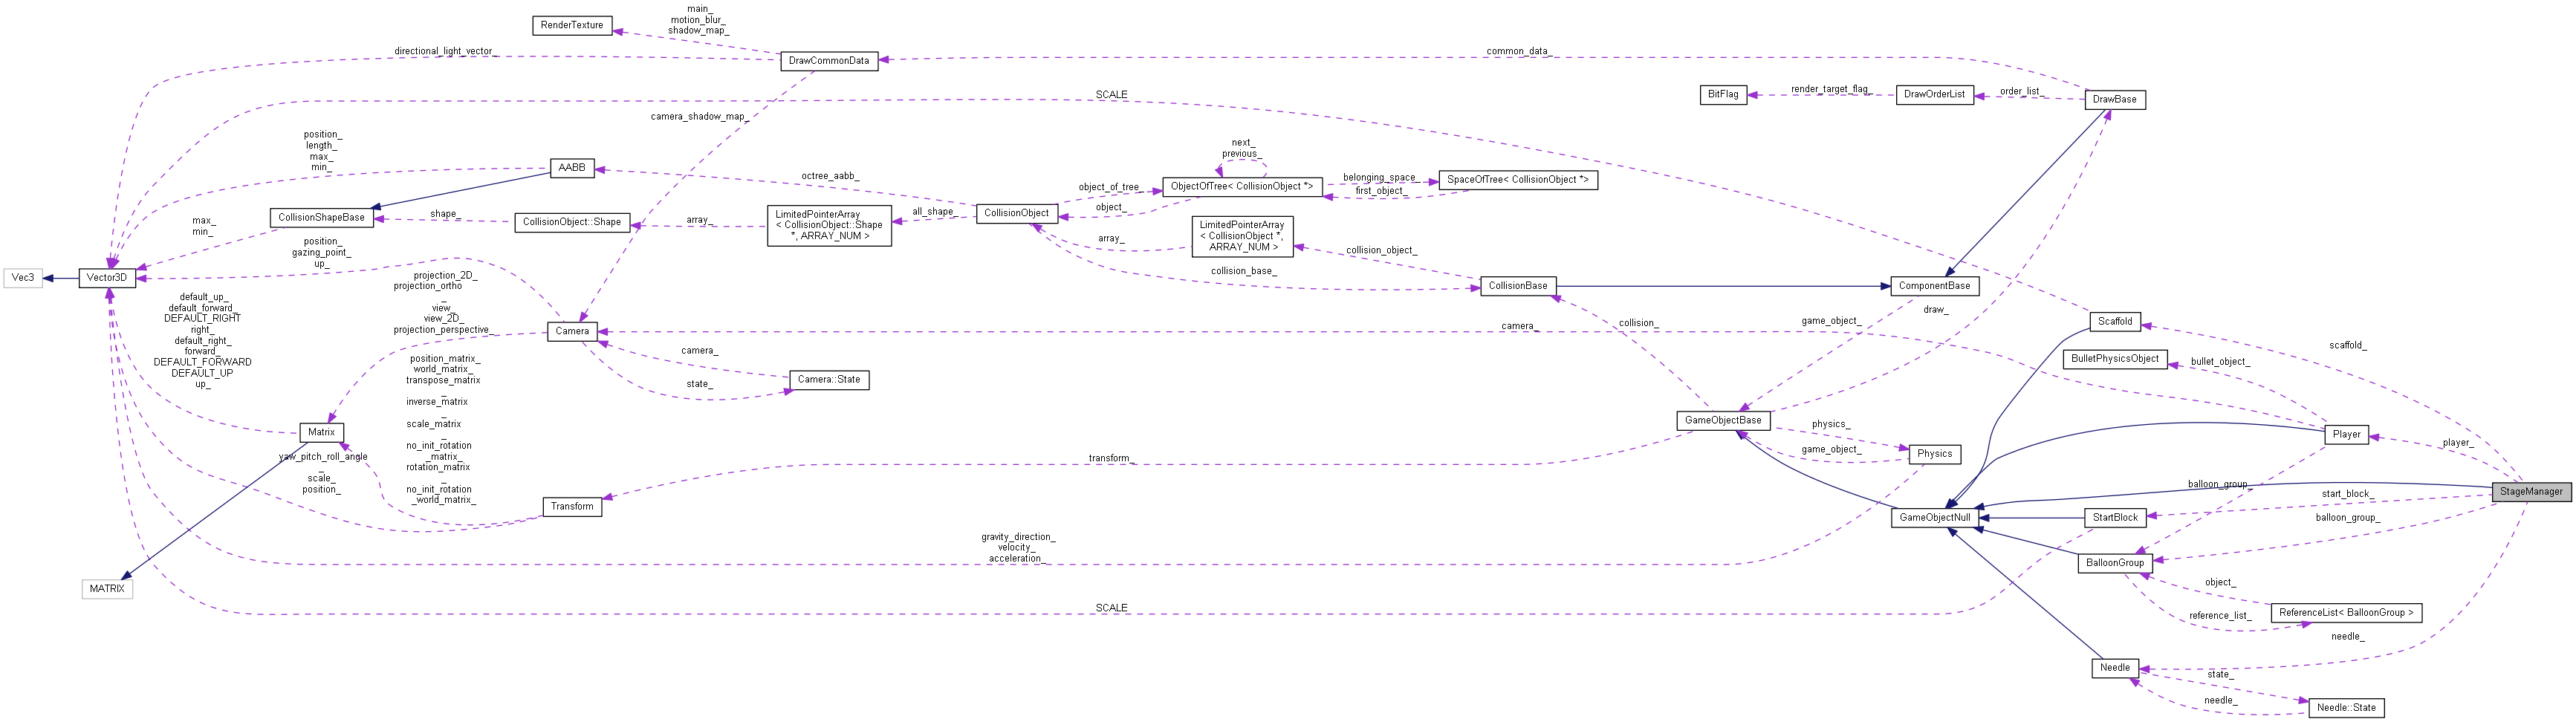 main_
motion_blur_
shadow_map_
RenderTexture
directional_light_vector_
DrawCommonData
common_data_
SCALE
BitFlag
render_target_flag_
DrawOrderList
order_list_
DrawBase
camera_shadow_map_
position_
length_
max_
min_
AABB
octree_aabb_
next_
previous_
object_of_tree_
ObjectOfTree< CollisionObject *>
belonging_space_
first_object_
SpaceOfTree< CollisionObject *>
object_
max_
min_
CollisionShapeBase
shape_
CollisionObject::Shape
array_
LimitedPointerArray
< CollisionObject::Shape
*, ARRAY_NUM >
all_shape_
CollisionObject
array_
LimitedPointerArray
< CollisionObject *,
ARRAY_NUM >
collision_object_
collision_base_
CollisionBase
ComponentBase
position_
gazing_point_
up_
Vec3
Vector3D
projection_2D_
projection_ortho
_
view_
view_2D_
projection_perspective_
default_up_
default_forward_
DEFAULT_RIGHT
right_
default_right_
forward_
DEFAULT_FORWARD
DEFAULT_UP
up_
Camera
camera_
state_
Camera::State
camera_
collision_
game_object_
draw_
Scaffold
scaffold_
BulletPhysicsObject
bullet_object_
position_matrix_
world_matrix_
transpose_matrix
_
inverse_matrix
_
scale_matrix
_
no_init_rotation
_matrix_
rotation_matrix
_
no_init_rotation
_world_matrix_
Matrix
yaw_pitch_roll_angle
_
scale_
position_
Transform
transform_
GameObjectBase
physics_
game_object_
Physics
Player
player_
StageManager
balloon_group_
start_block_
balloon_group_
GameObjectNull
StartBlock
gravity_direction_
velocity_
acceleration_
MATRIX
SCALE
BalloonGroup
object_
ReferenceList< BalloonGroup >
reference_list_
needle_
Needle
state_
needle_
Needle::State